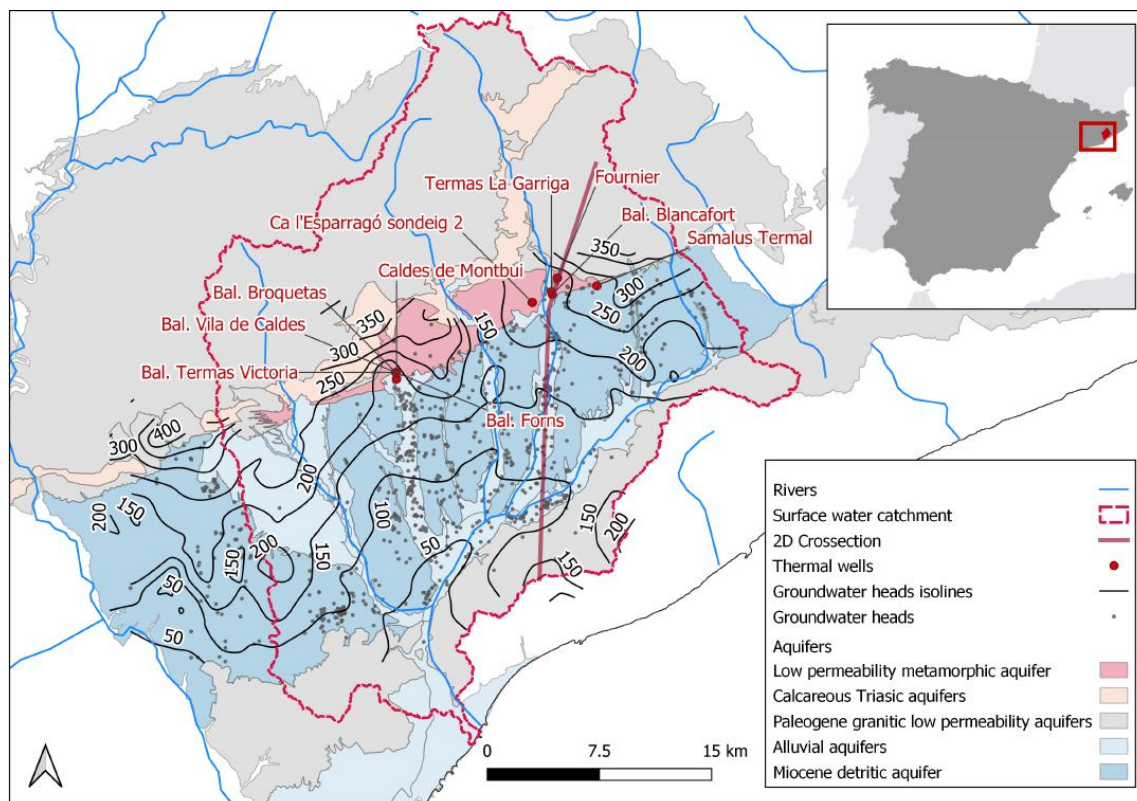 Termas La Garriga
Fournier
Ca l'Esparragó sondeig 2
Bal. Blancafort
Samalus Termal
Caldes de Montbúi
Bal. Broquetas
Bal. Vila de Caldes
Bal. Termas Victoria
Bal. Forns
350
300
250
200
150
350
300
250
400
300
200
150
200
150
200
150
100
50
50
50
150
200
150
0
7.5
15 km
Rivers
Surface water catchment
2D Crossection
Thermal wells
Groundwater heads isolines
Groundwater heads
Aquifers
Low permeability metamorphic aquifer
Calcareous Triasic aquifers
Paleogene granitic low permeability aquifers
Alluvial aquifers
Miocene detritic aquifer